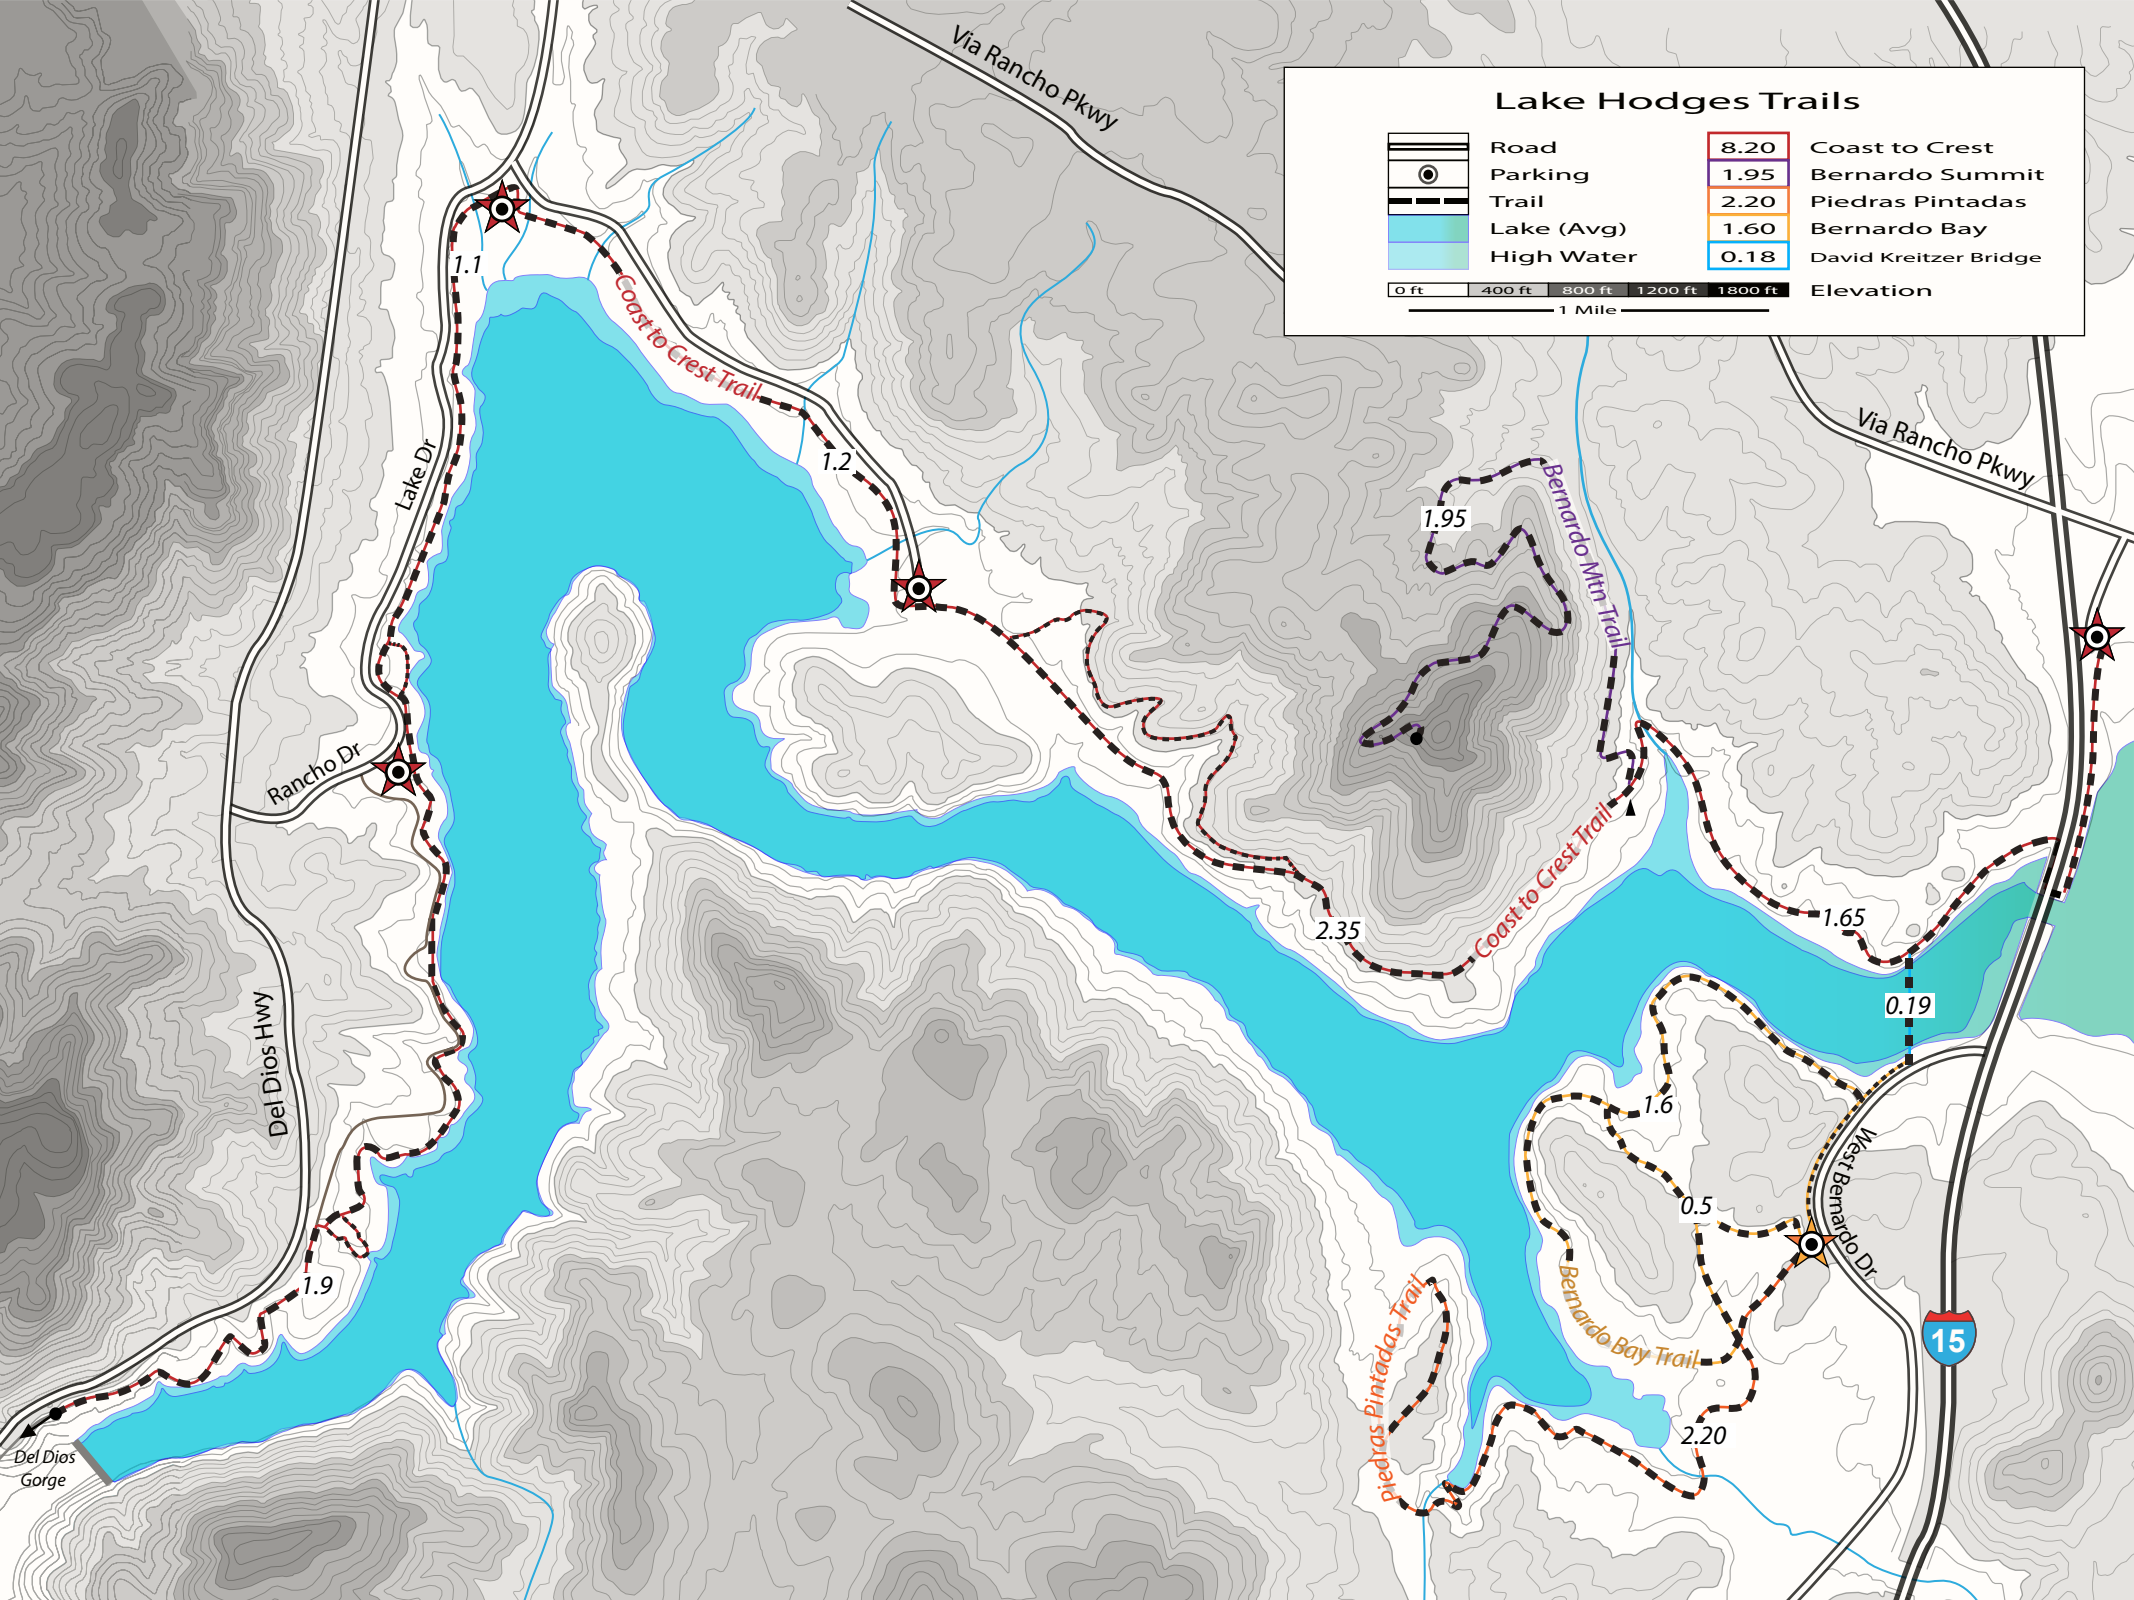 Via Rancho Pkwy
Lake Hodges Trails
Road
Parking
Trail
Lake (Avg)
High Water
8.20 Coast to Crest
1.95 Bernardo Summit
2.20 Piedras Pintadas
1.60 Bernardo Bay
0.18 David Kreitzer Bridge
0 ft 400 ft 800 ft 1200 ft 1800 ft Elevation
1 Mile
1.1
Coast to Crest Trail
Lake Dr
1.2
Via Rancho Pkwy
1.95
Bernardo Mtn Trail
Rancho Dr
Coast to Crest Trail
2.35
1.65
0.19
Del Dios Hwy
1.6
West Bernardo Dr
0.5
1.9
Piedras Pintadas Trail
Bernardo Bay Trail
15
2.20
Del Dios
Gorge